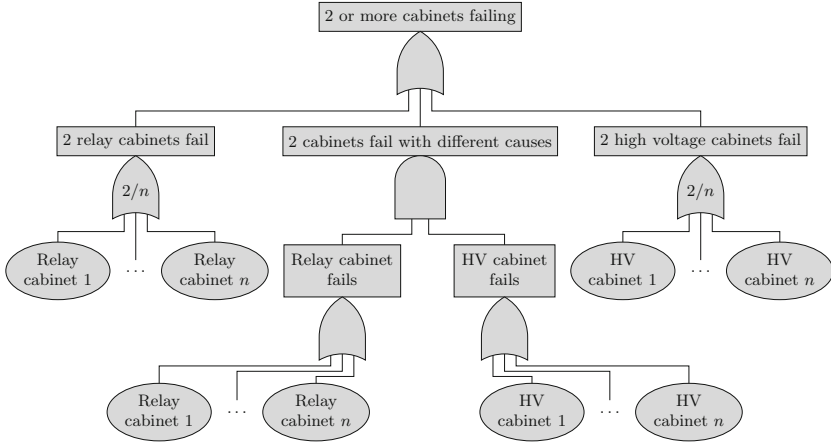 2 or more cabinets failing
2 relay cabinets fail
2 cabinets fail with different causes
2 high voltage cabinets fail
2/n
2/n
Relay
cabinet 1
...
Relay
cabinet n
Relay cabinet
fails
HV cabinet
fails
HV
cabinet 1
...
HV
cabinet n
Relay
cabinet 1
...
Relay
cabinet n
HV
cabinet 1
...
HV
cabinet n